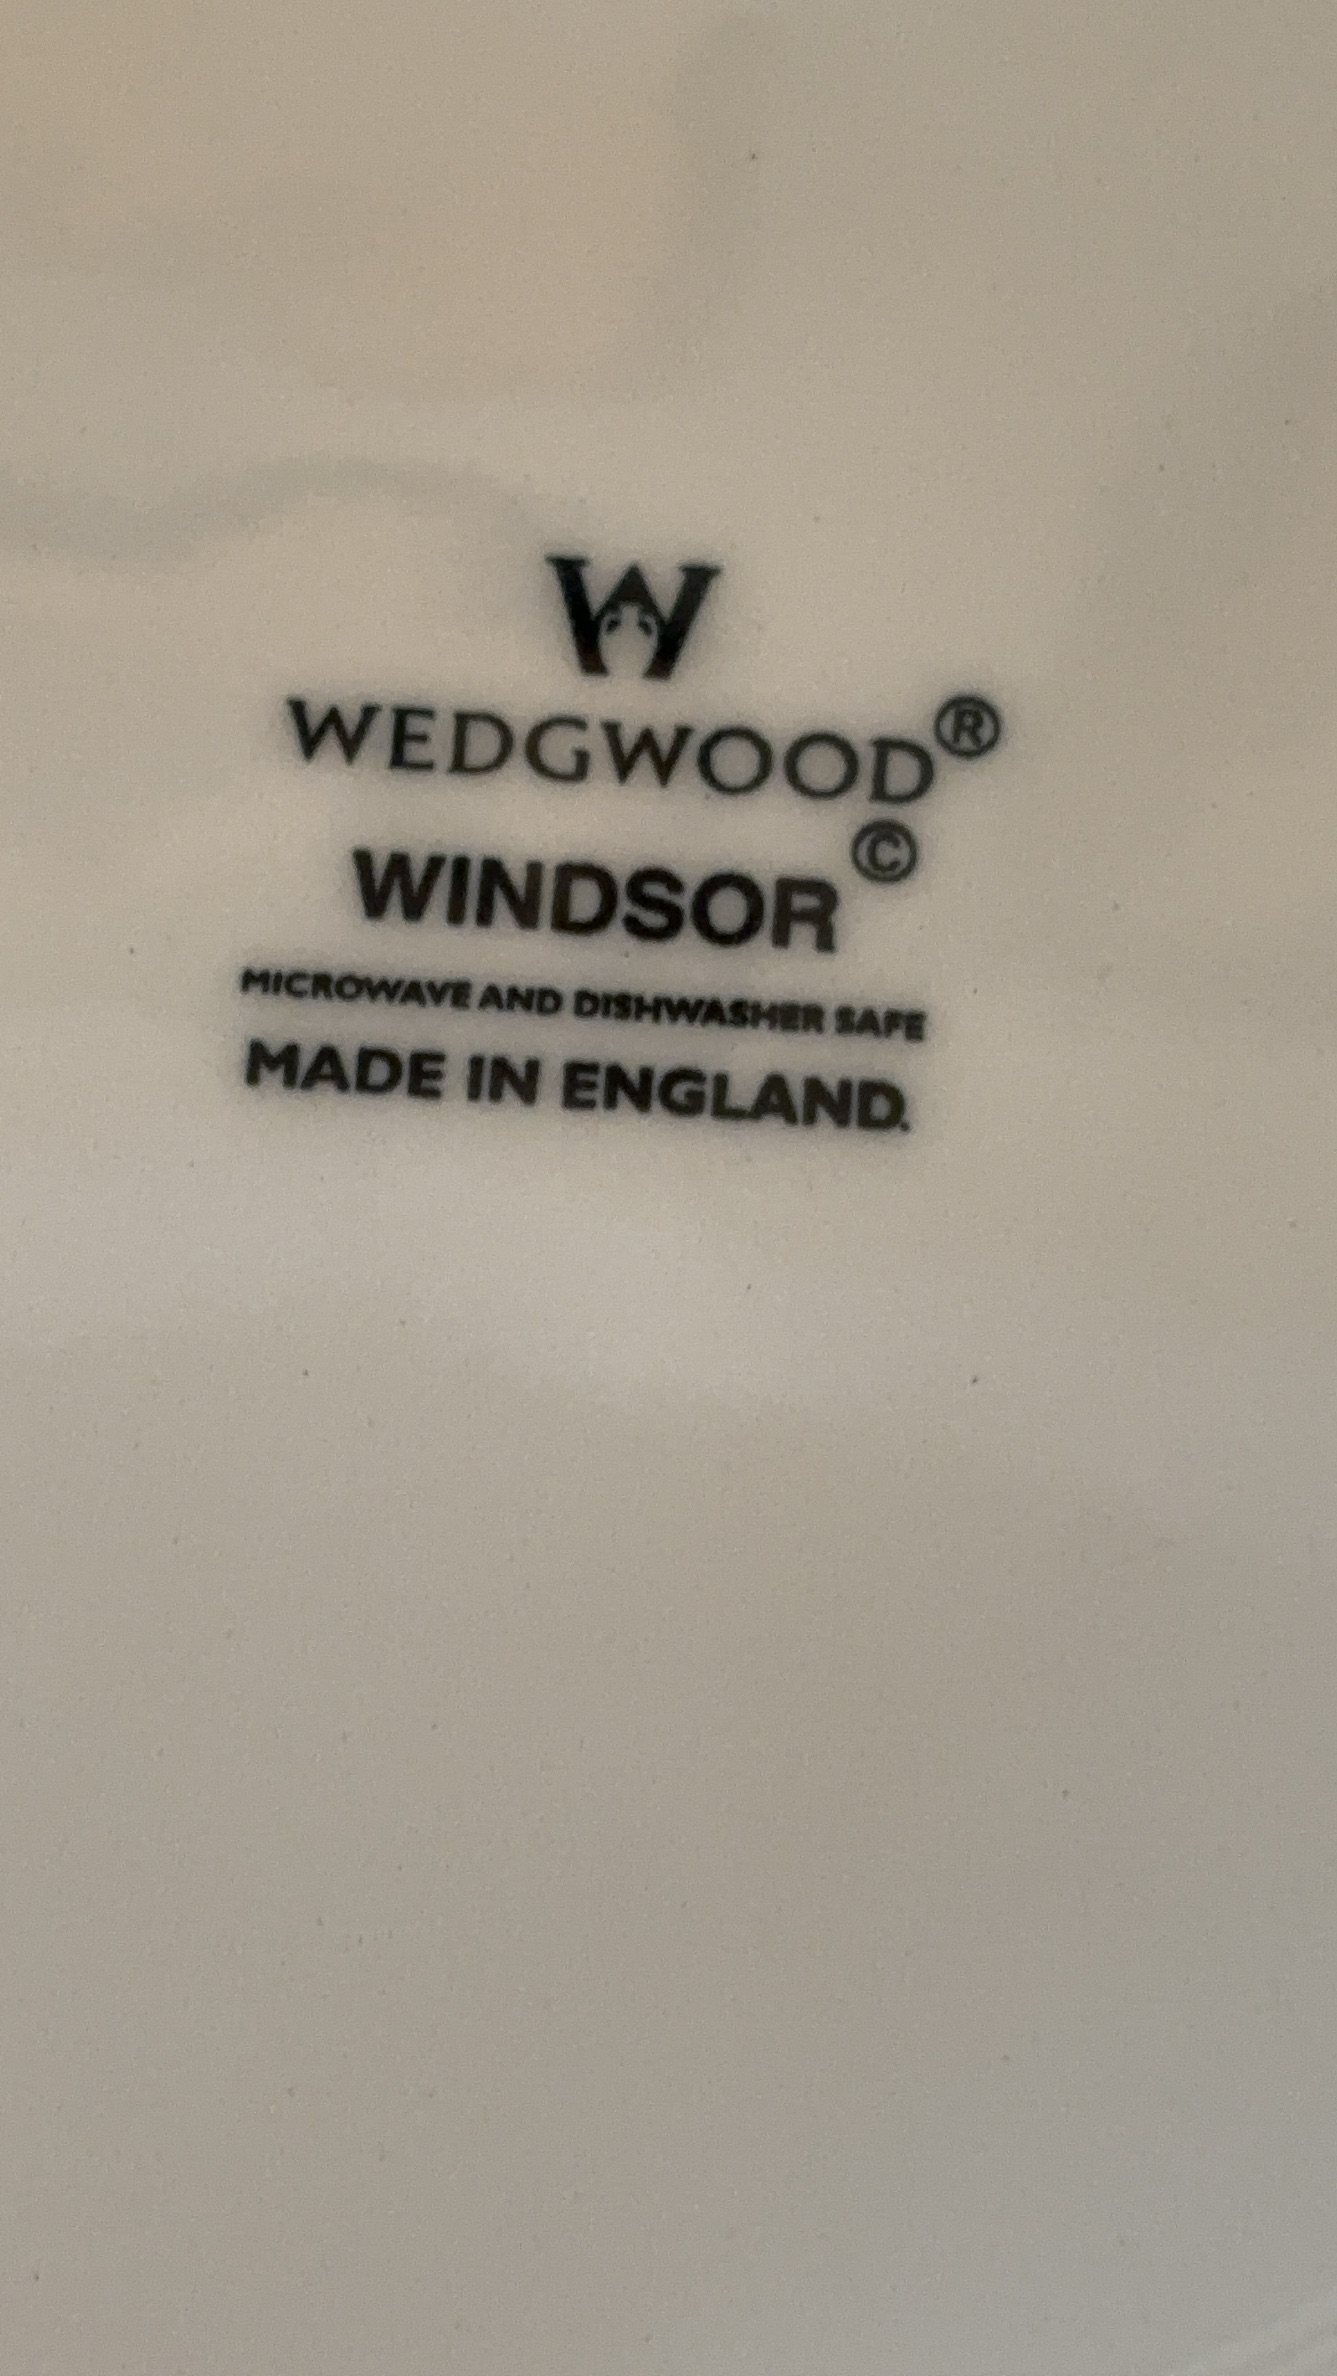 W
WEDGWOOD®
WINDSOR©
MICROWAVE AND DISHWASHER SAFE
MADE IN ENGLAND.